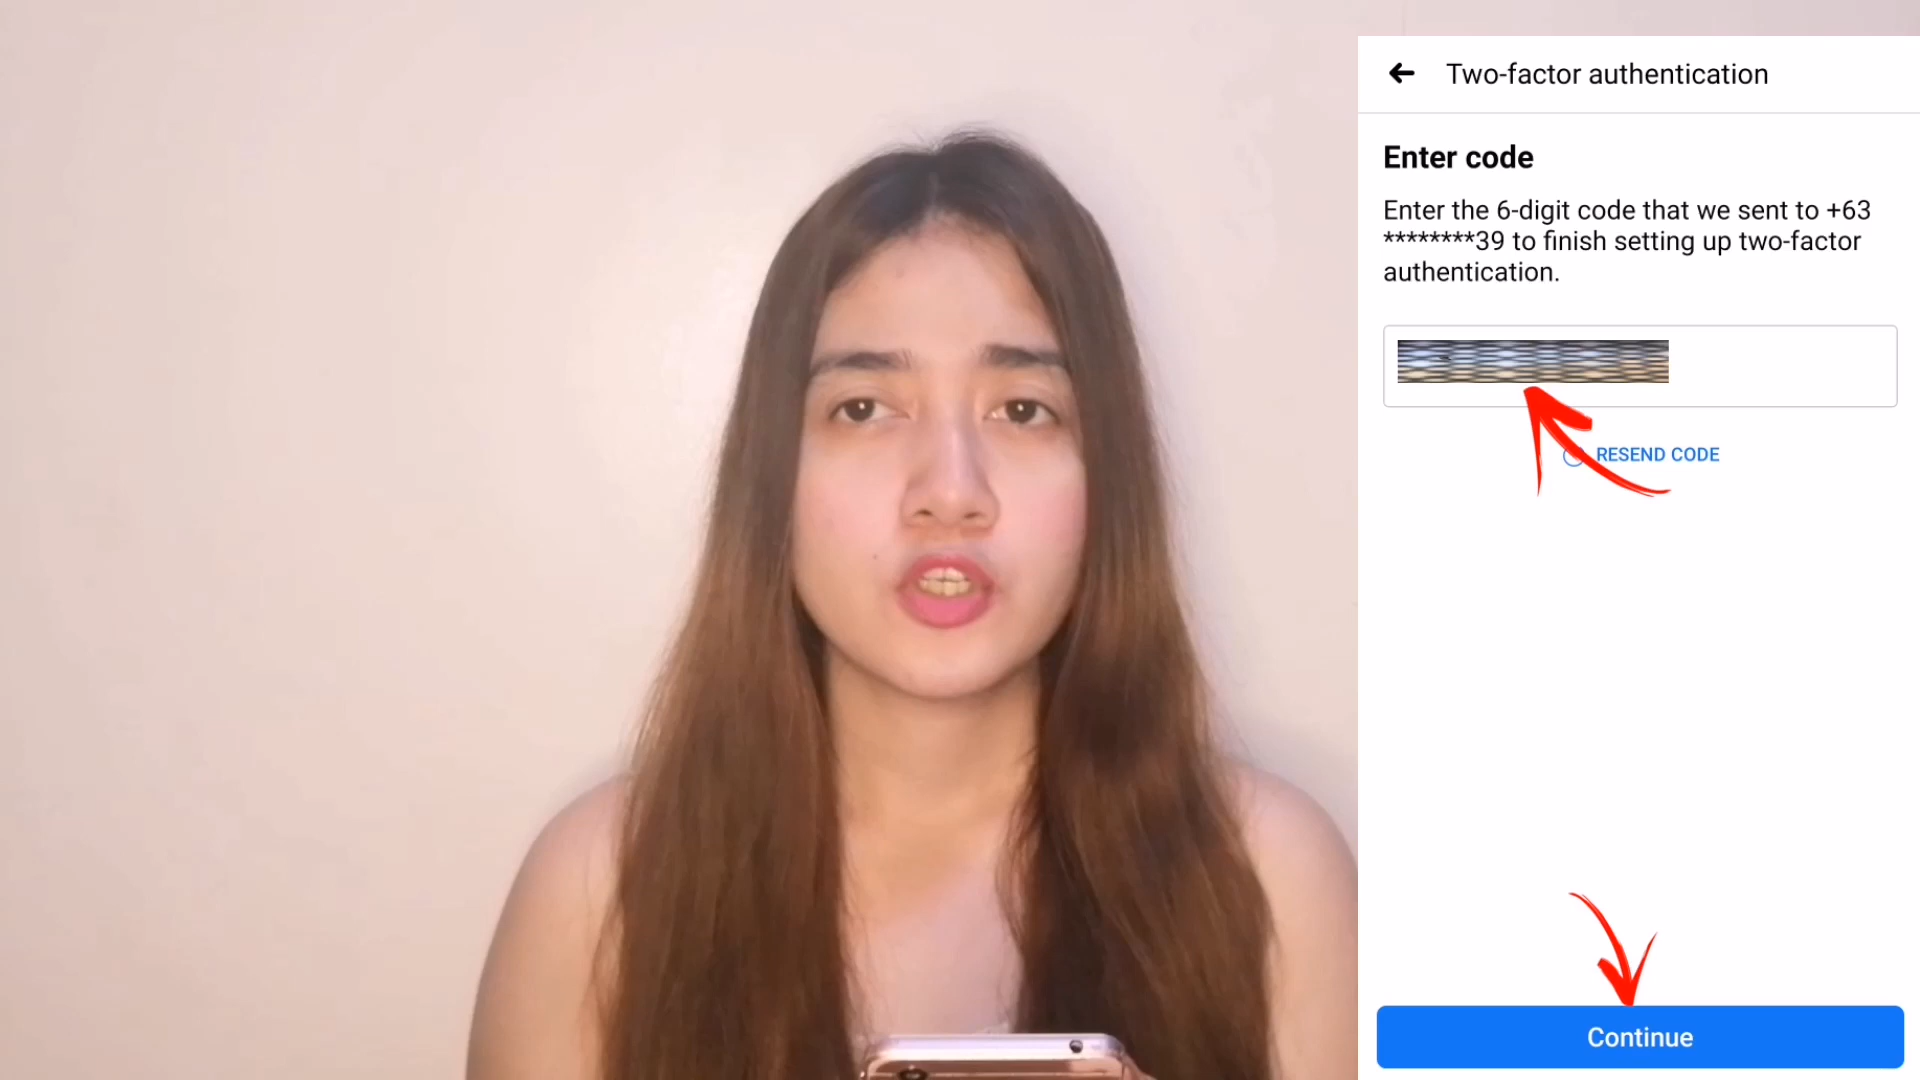 Two-factor authentication
Enter code
Enter the 6-digit code that we sent to +63
********39 to finish setting up two-factor
authentication.
RESEND CODE
Continue